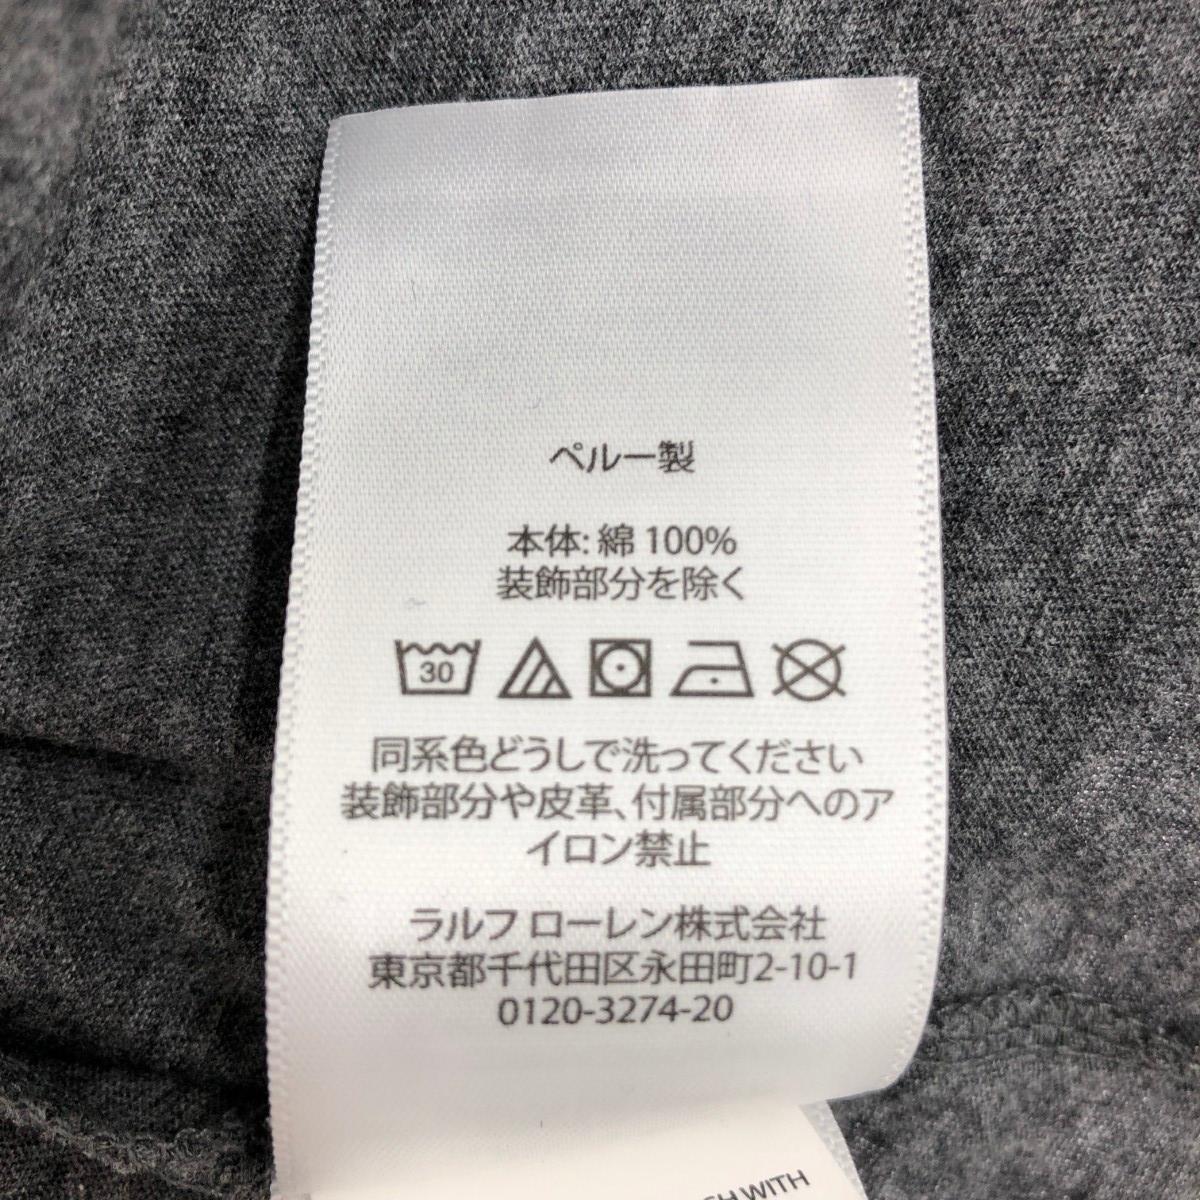 ペルー製
本体: 綿 100%
装飾部分を除く
30
同系色どうしで洗ってください
装飾部分や皮革、付属部分へのア
イロン禁止
ラルフ ローレン株式会社
東京都千代田区永田町2-10-1
0120-3274-20
WITH